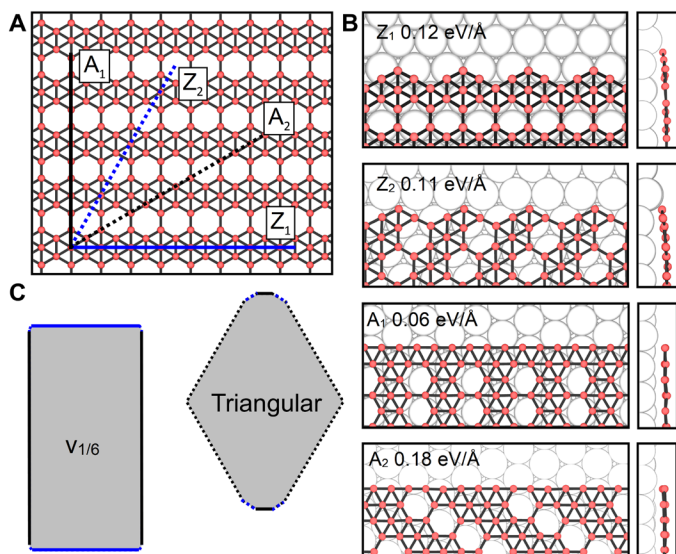 A
A₁
Z₂
A₂
Z₁
B
Z₁ 0.12 eV/Å
Z₂ 0.11 eV/Å
A₁ 0.06 eV/Å
A₂ 0.18 eV/Å
C
v₁/₆
Triangular